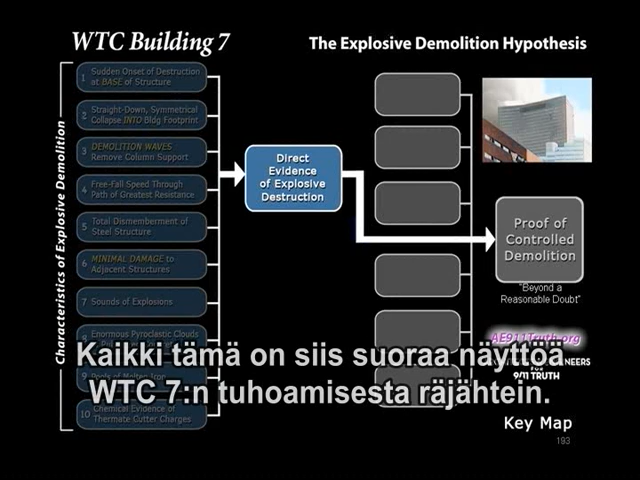 WTC Building 7
The Explosive Demolition Hypothesis
Characteristics of Explosive Demolition
1 Sudden Onset of Destruction
at BASE of Structure
2 Straight-Down, Symmetrical
Collapse INTO Bldg Footprint
3 DEMOLITION WAVES
Remove Column Support
4 Free-Fall Speed Through
Path of Greatest Resistance
5 Total Dismemberment of
Steel Structure
6 MINIMAL DAMAGE to
Adjacent Structures
7 Sounds of Explosions
8 Enormous Pyroclastic Clouds
9 Pools of Molten Iron
10 Chemical Evidence of
Thermate Cutter Charges
Direct
Evidence
of Explosive
Destruction
Proof of
Controlled
Demolition
"Beyond a
Reasonable Doubt"
AE911Truth.org
9/11 TRUTH
Kaikki tämä on siis suoraa näyttöä
WTC 7:n tuhoamisesta räjähtein.
Key Map
193